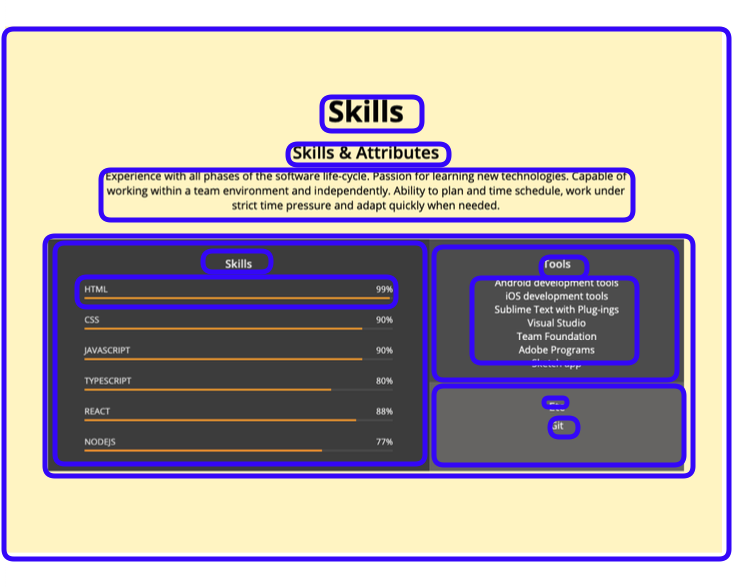 Skills
Skills & Attributes
Experience with all phases of the software life-cycle. Passion for learning new technologies. Capable of
working within a team environment and independently. Ability to plan and time schedule, work under
strict time pressure and adapt quickly when needed.
Skills
HTML 99%
CSS 90%
JAVASCRIPT 90%
TYPESCRIPT 80%
REACT 88%
NODEJS 77%
Tools
Android development tools
iOS development tools
Sublime Text with Plug-ings
Visual Studio
Team Foundation
Adobe Programs
Sketch app
Etc
Git